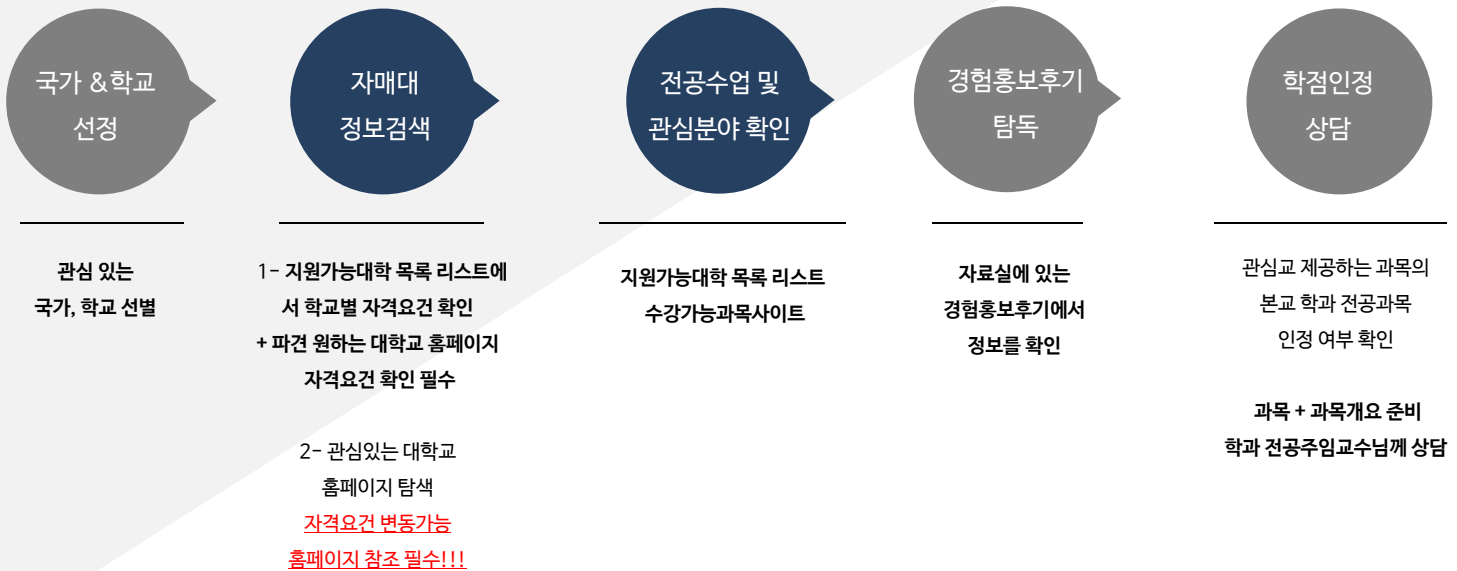 국가 &학교
선정
자매대
정보검색
전공수업 및
관심분야 확인
경험홍보후기
탐독
학점인정
상담
관심 있는
국가, 학교 선별
1- 지원가능대학 목록 리스트에
서 학교별 자격요건 확인
+ 파견 원하는 대학교 홈페이지
자격요건 확인 필수
2- 관심있는 대학교
홈페이지 탐색
자격요건 변동가능
홈페이지 참조 필수!!!
지원가능대학 목록 리스트
수강가능과목사이트
자료실에 있는
경험홍보후기에서
정보를 확인
관심교 제공하는 과목의
본교 학과 전공과목
인정 여부 확인
과목 + 과목개요 준비
학과 전공주임교수님께 상담